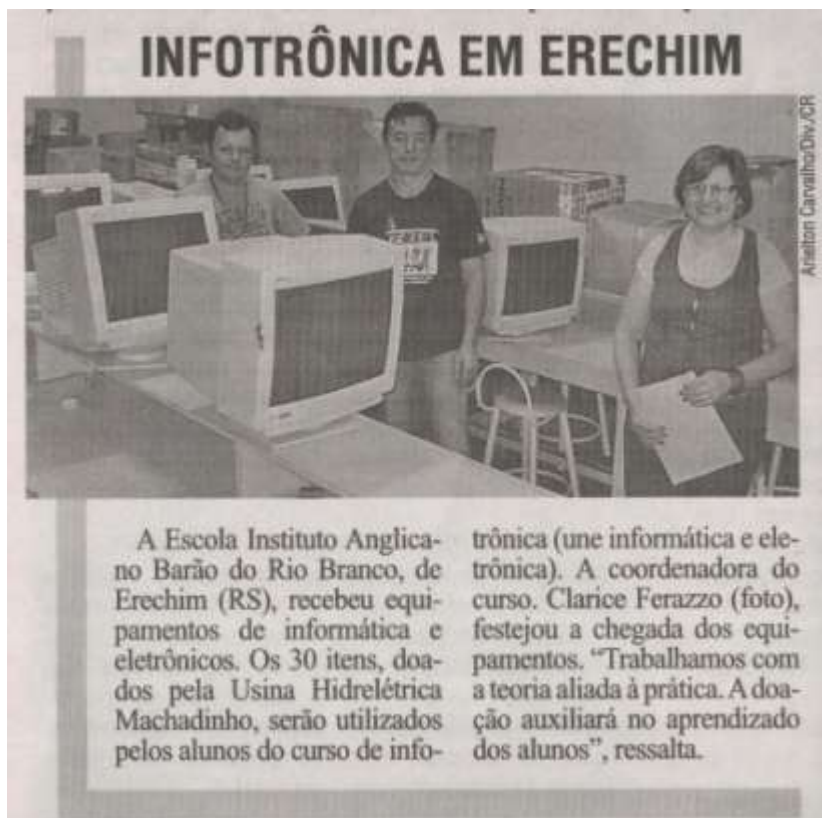 INFOTRÔNICA EM ERECHIM
Arielton Carvalho/Div./CR
A Escola Instituto Anglica-
no Barão do Rio Branco, de
Erechim (RS), recebeu equi-
pamentos de informática e
eletrônicos. Os 30 itens, doa-
dos pela Usina Hidrelétrica
Machadinho, serão utilizados
pelos alunos do curso de info-
trônica (une informática e ele-
trônica). A coordenadora do
curso. Clarice Ferazzo (foto),
festejou a chegada dos equi-
pamentos. “Trabalhamos com
a teoria aliada à prática. A doa-
ção auxiliará no aprendizado
dos alunos”, ressalta.